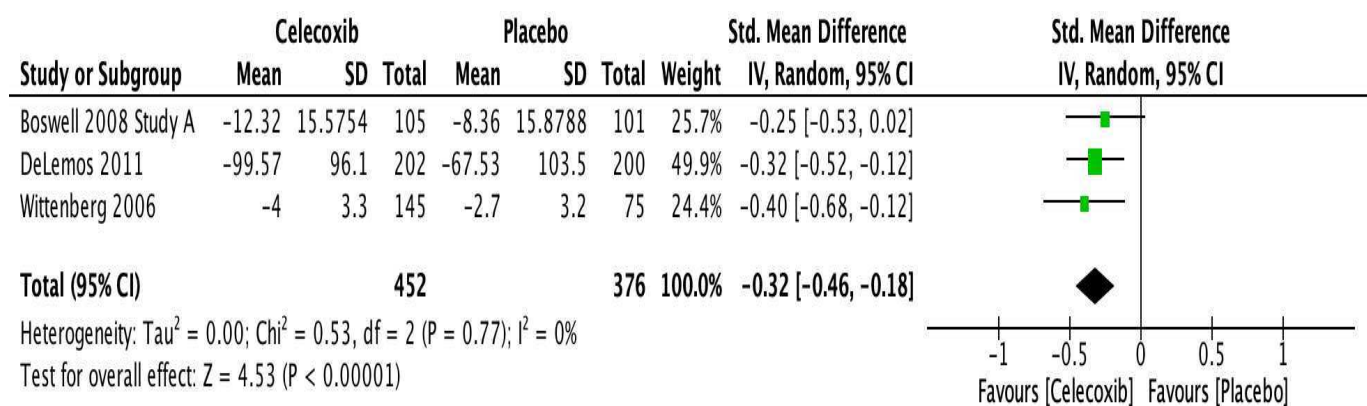 Celecoxib Placebo Std. Mean Difference Std. Mean Difference
Study or Subgroup Mean SD Total Mean SD Total Weight IV, Random, 95% CI IV, Random, 95% CI
Boswell 2008 Study A −12.32 15.5754 105 −8.36 15.8788 101 25.7% −0.25 [−0.53, 0.02]
DeLemos 2011 −99.57 96.1 202 −67.53 103.5 200 49.9% −0.32 [−0.52, −0.12]
Wittenberg 2006 −4 3.3 145 −2.7 3.2 75 24.4% −0.40 [−0.68, −0.12]
Total (95% CI) 452 376 100.0% −0.32 [−0.46, −0.18]
Heterogeneity: Tau² = 0.00; Chi² = 0.53, df = 2 (P = 0.77); I² = 0%
Test for overall effect: Z = 4.53 (P < 0.00001)
−1 −0.5 0 0.5 1
Favours [Celecoxib] Favours [Placebo]